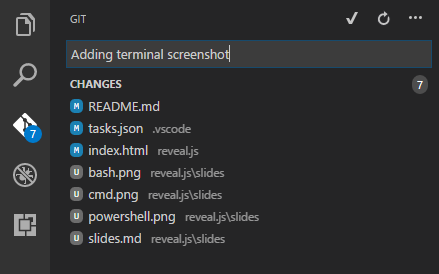 GIT
Adding terminal screenshot
CHANGES 7
M README.md
M tasks.json .vscode
7
M index.html reveal.js
U bash.png reveal.js\slides
U cmd.png reveal.js\slides
U powershell.png reveal.js\slides
U slides.md reveal.js\slides